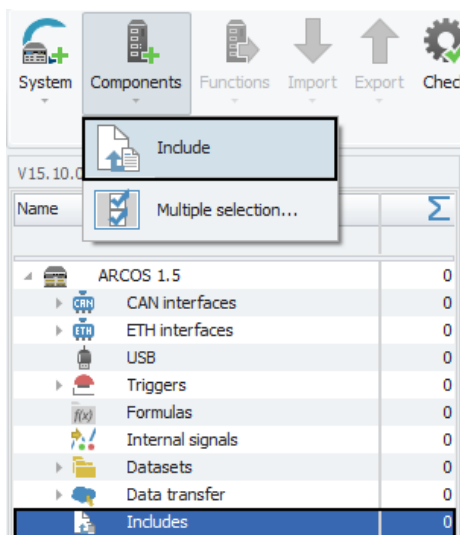 System Components Functions Import Export Chec
Include
V15.10.0
Multiple selection...
Name Σ
ARCOS 1.5 0
CAN CAN interfaces 0
ETH ETH interfaces 0
USB 0
Triggers 0
f(x) Formulas 0
Internal signals 0
Datasets 0
Data transfer 0
Includes 0